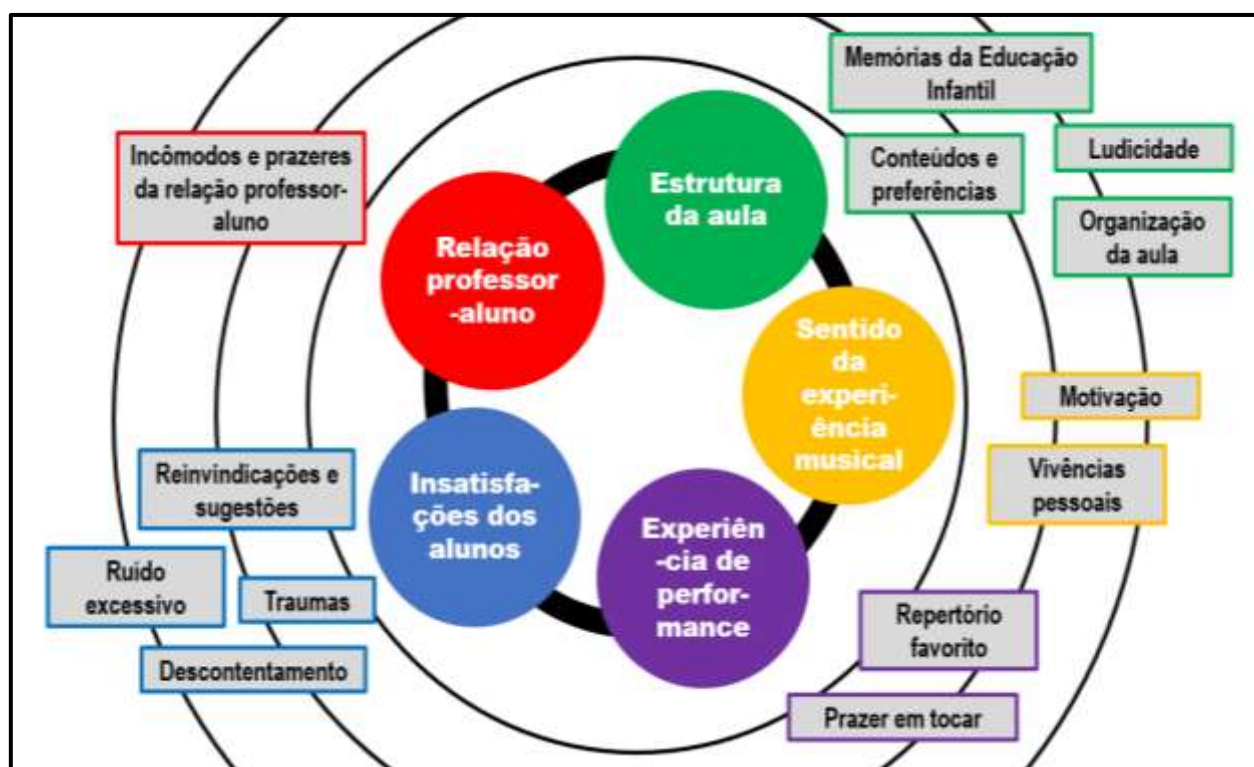 Memórias da Educação
Infantil
Incômodos e prazeres
da relação professor-
aluno
Conteúdos e
preferências
Ludicidade
Organização
da aula
Estrutura
da aula
Relação
professor
-aluno
Sentido
da
experi-
ência
musical
Motivação
Vivências
pessoais
Reinvindicações e
sugestões
Insatisfa-
ções dos
alunos
Experiên
-cia de
perfor-
mance
Ruído
excessivo
Traumas
Descontentamento
Repertório
favorito
Prazer em tocar